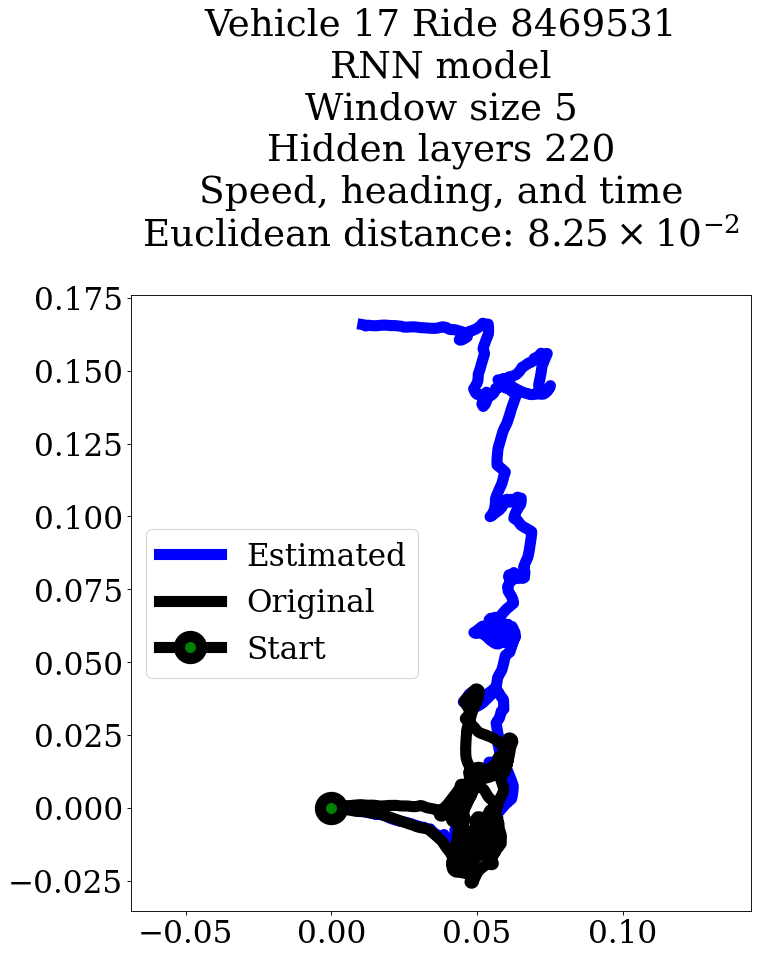 Vehicle 17 Ride 8469531
RNN model
Window size 5
Hidden layers 220
Speed, heading, and time
Euclidean distance: 8.25 × 10⁻²
0.175
0.150
0.125
0.100
0.075
0.050
0.025
0.000
−0.025
Estimated
Original
Start
−0.05
0.00
0.05
0.10